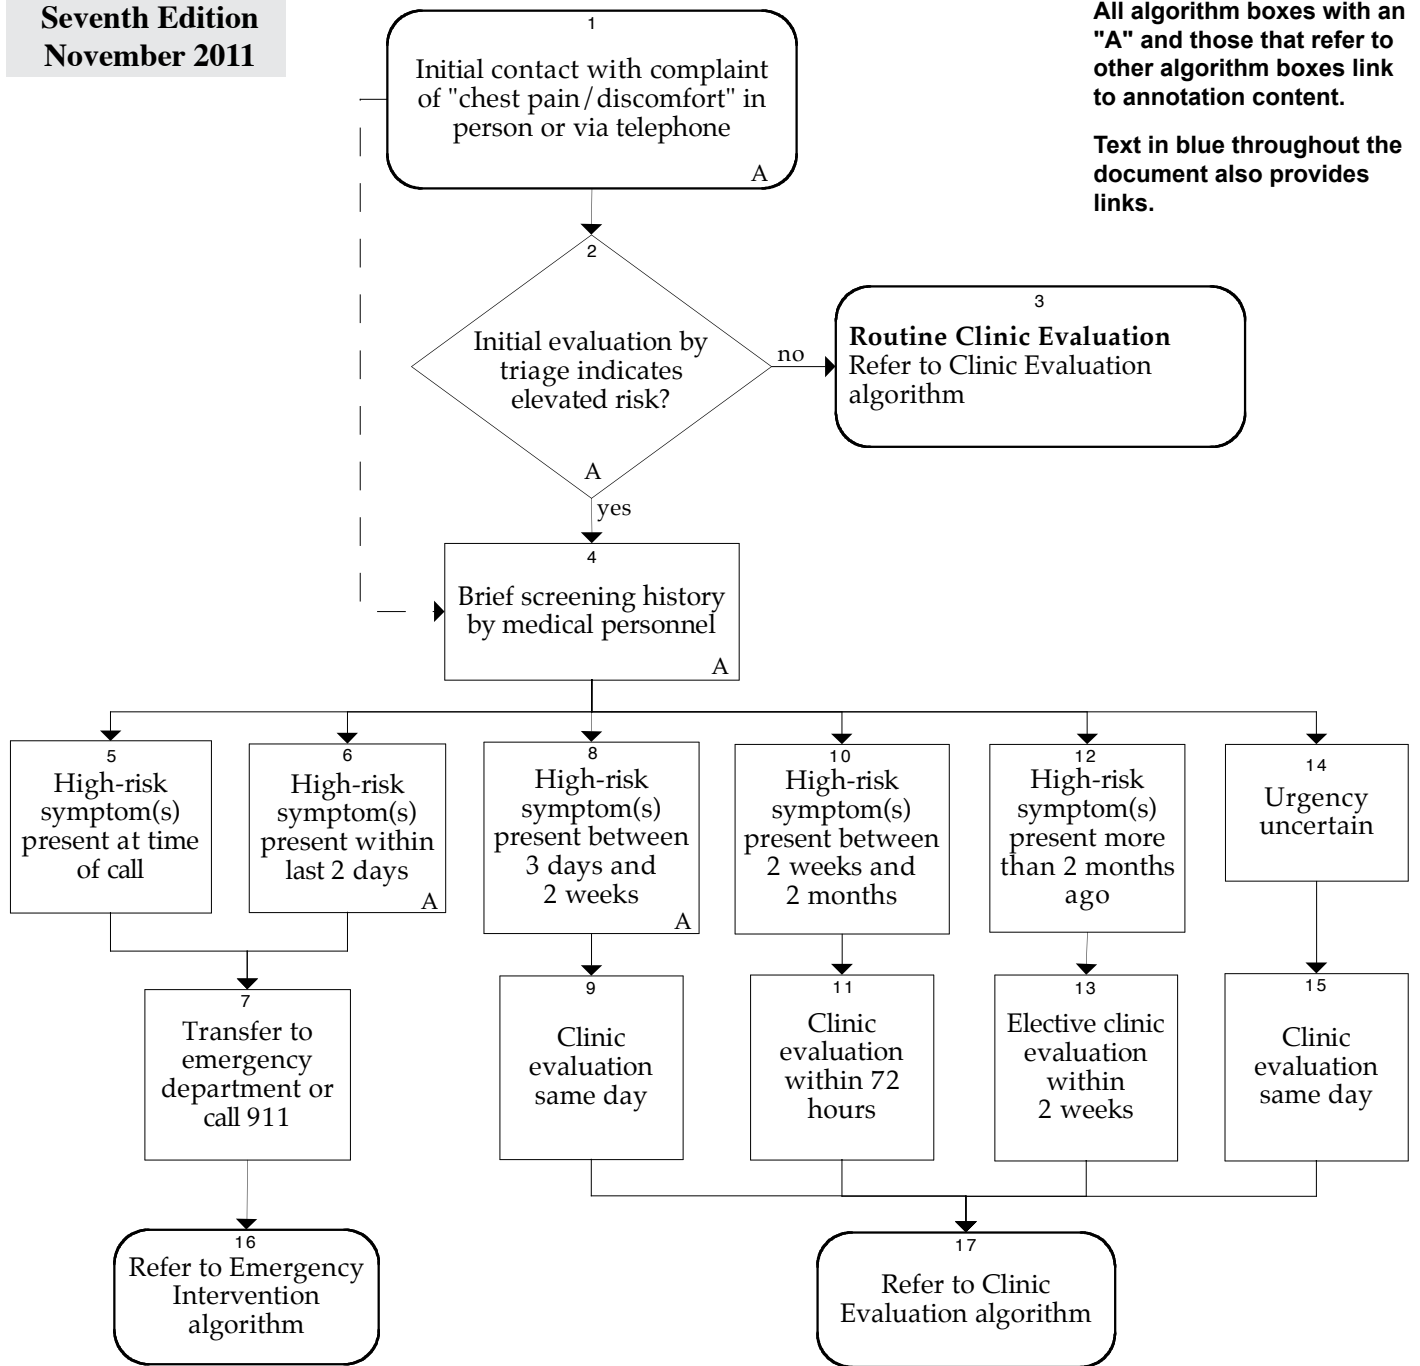 Seventh Edition
November 2011
All algorithm boxes with an
"A" and those that refer to
other algorithm boxes link
to annotation content.
Text in blue throughout the
document also provides
links.
1
Initial contact with complaint
of "chest pain/discomfort" in
person or via telephone
A
2
Initial evaluation by
triage indicates
elevated risk?
A
no
3
Routine Clinic Evaluation
Refer to Clinic Evaluation
algorithm
yes
4
Brief screening history
by medical personnel
A
5
High-risk
symptom(s)
present at time
of call
6
High-risk
symptom(s)
present within
last 2 days
A
8
High-risk
symptom(s)
present between
3 days and
2 weeks
A
10
High-risk
symptom(s)
present between
2 weeks and
2 months
12
High-risk
symptom(s)
present more
than 2 months
ago
14
Urgency
uncertain
7
Transfer to
emergency
department or
call 911
9
Clinic
evaluation
same day
11
Clinic
evaluation
within 72
hours
13
Elective clinic
evaluation
within
2 weeks
15
Clinic
evaluation
same day
16
Refer to Emergency
Intervention
algorithm
17
Refer to Clinic
Evaluation algorithm